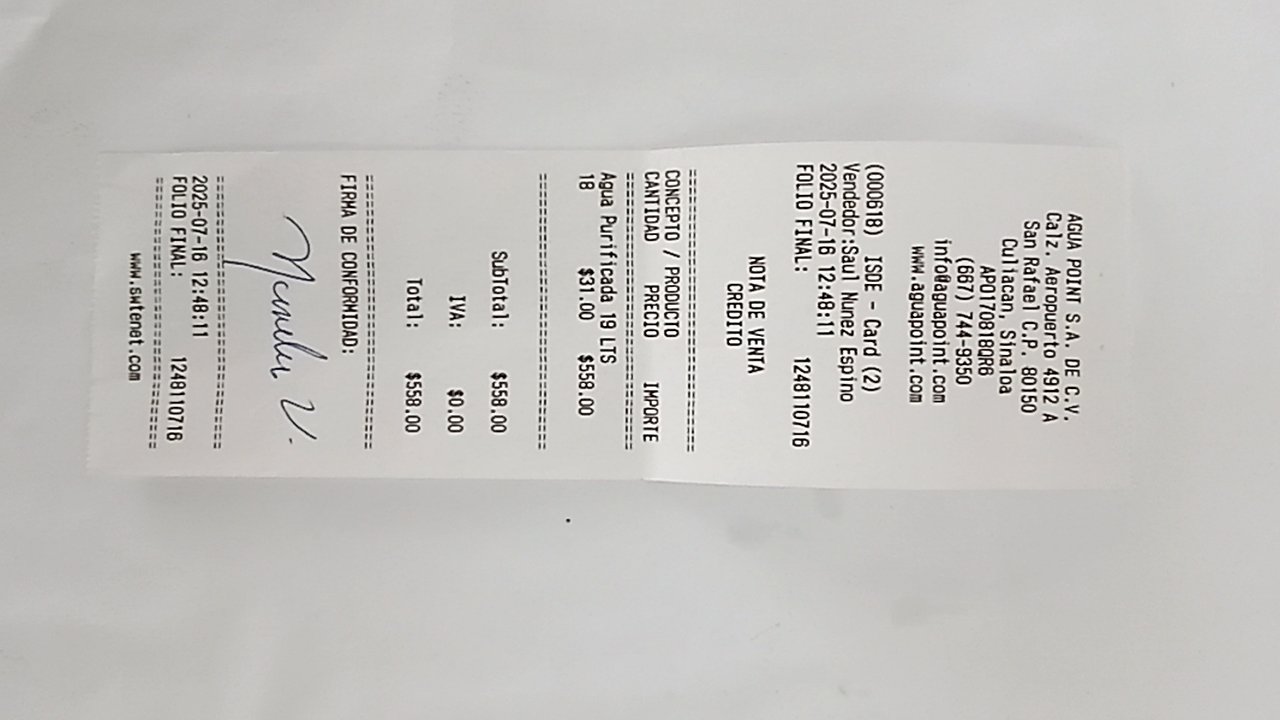 AGUA POINT S.A. DE C.V.
Calz. Aeropuerto 4912 A
San Rafael C.P. 80150
Culiacan, Sinaloa
APO170818QR6
(667) 744-9350
info@aguapoint.com
www.aguapoint.com
(000618) ISDE - Card (2)
Vendedor:Saul Nunez Espino
2025-07-16 12:48:11
FOLIO FINAL: 1248110716
NOTA DE VENTA
CREDITO
===========================
CONCEPTO / PRODUCTO
CANTIDAD PRECIO IMPORTE
===========================
Agua Purificada 19 LTS
18 $31.00 $558.00
===========================
SubTotal: $558.00
IVA: $0.00
Total: $558.00
===========================
FIRMA DE CONFORMIDAD:
V.
===========================
2025-07-16 12:48:11
FOLIO FINAL: 1248110716
===========================
www.swtenet.com